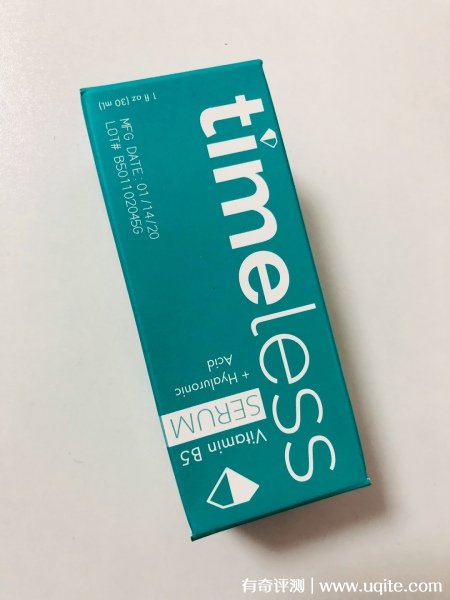 timeless
Vitamin B5
SERUM
+ Hyaluronic
Acid
1 fl oz (30 ml)
MFG DATE: 01/14/20
LOT# B501102045G
有奇评测 | www.uqite.com